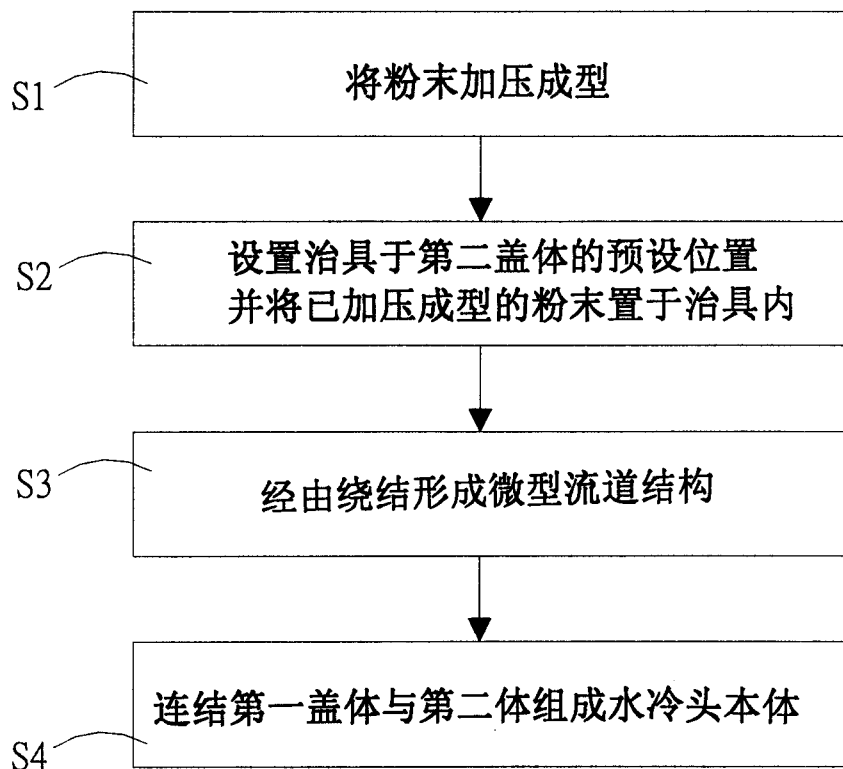 S1
将粉末加压成型
S2
设置治具于第二盖体的预设位置
并将已加压成型的粉末置于治具内
S3
经由绕结形成微型流道结构
连结第一盖体与第二体组成水冷头本体
S4